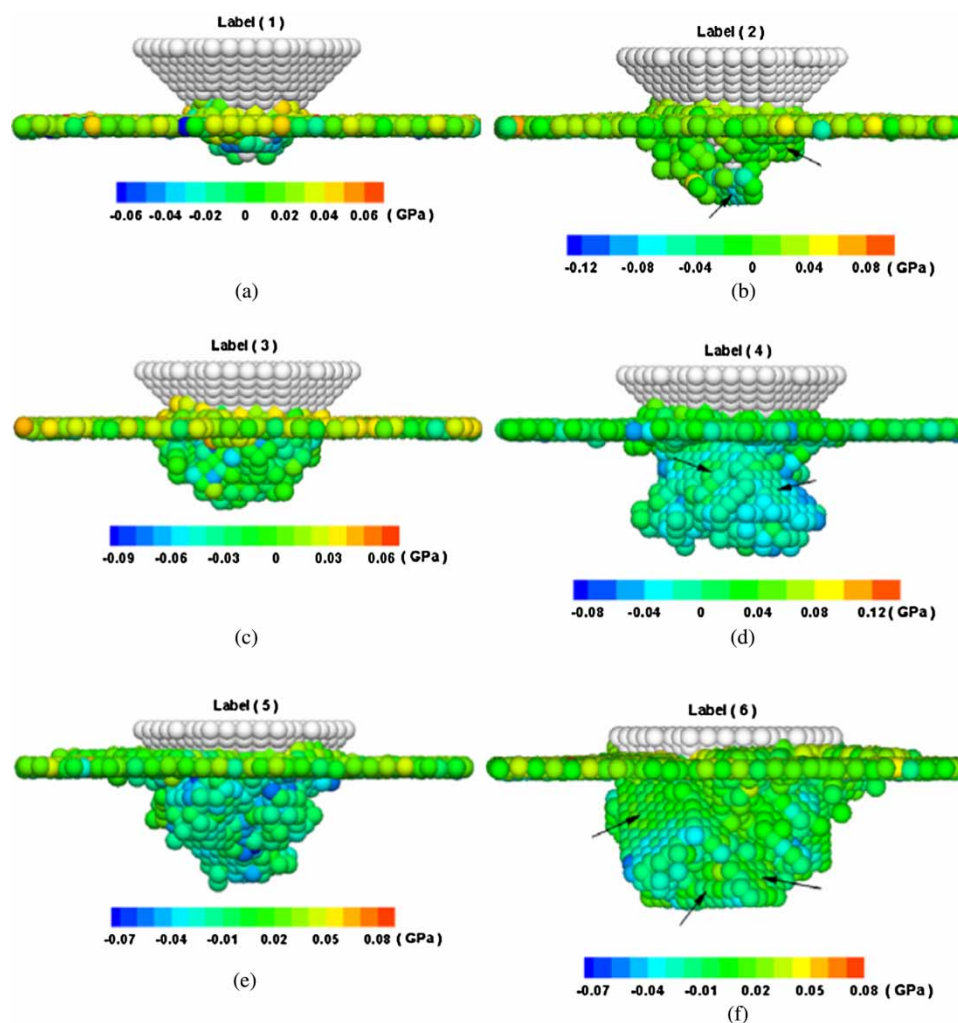 Label ( 1 )
-0.06 -0.04 -0.02 0 0.02 0.04 0.06 ( GPa )
(a)
Label ( 2 )
-0.12 -0.08 -0.04 0 0.04 0.08 ( GPa )
(b)
Label ( 3 )
-0.09 -0.06 -0.03 0 0.03 0.06 ( GPa )
(c)
Label ( 4 )
-0.08 -0.04 0 0.04 0.08 0.12 ( GPa )
(d)
Label ( 5 )
-0.07 -0.04 -0.01 0.02 0.05 0.08 ( GPa )
(e)
Label ( 6 )
-0.07 -0.04 -0.01 0.02 0.05 0.08 ( GPa )
(f)